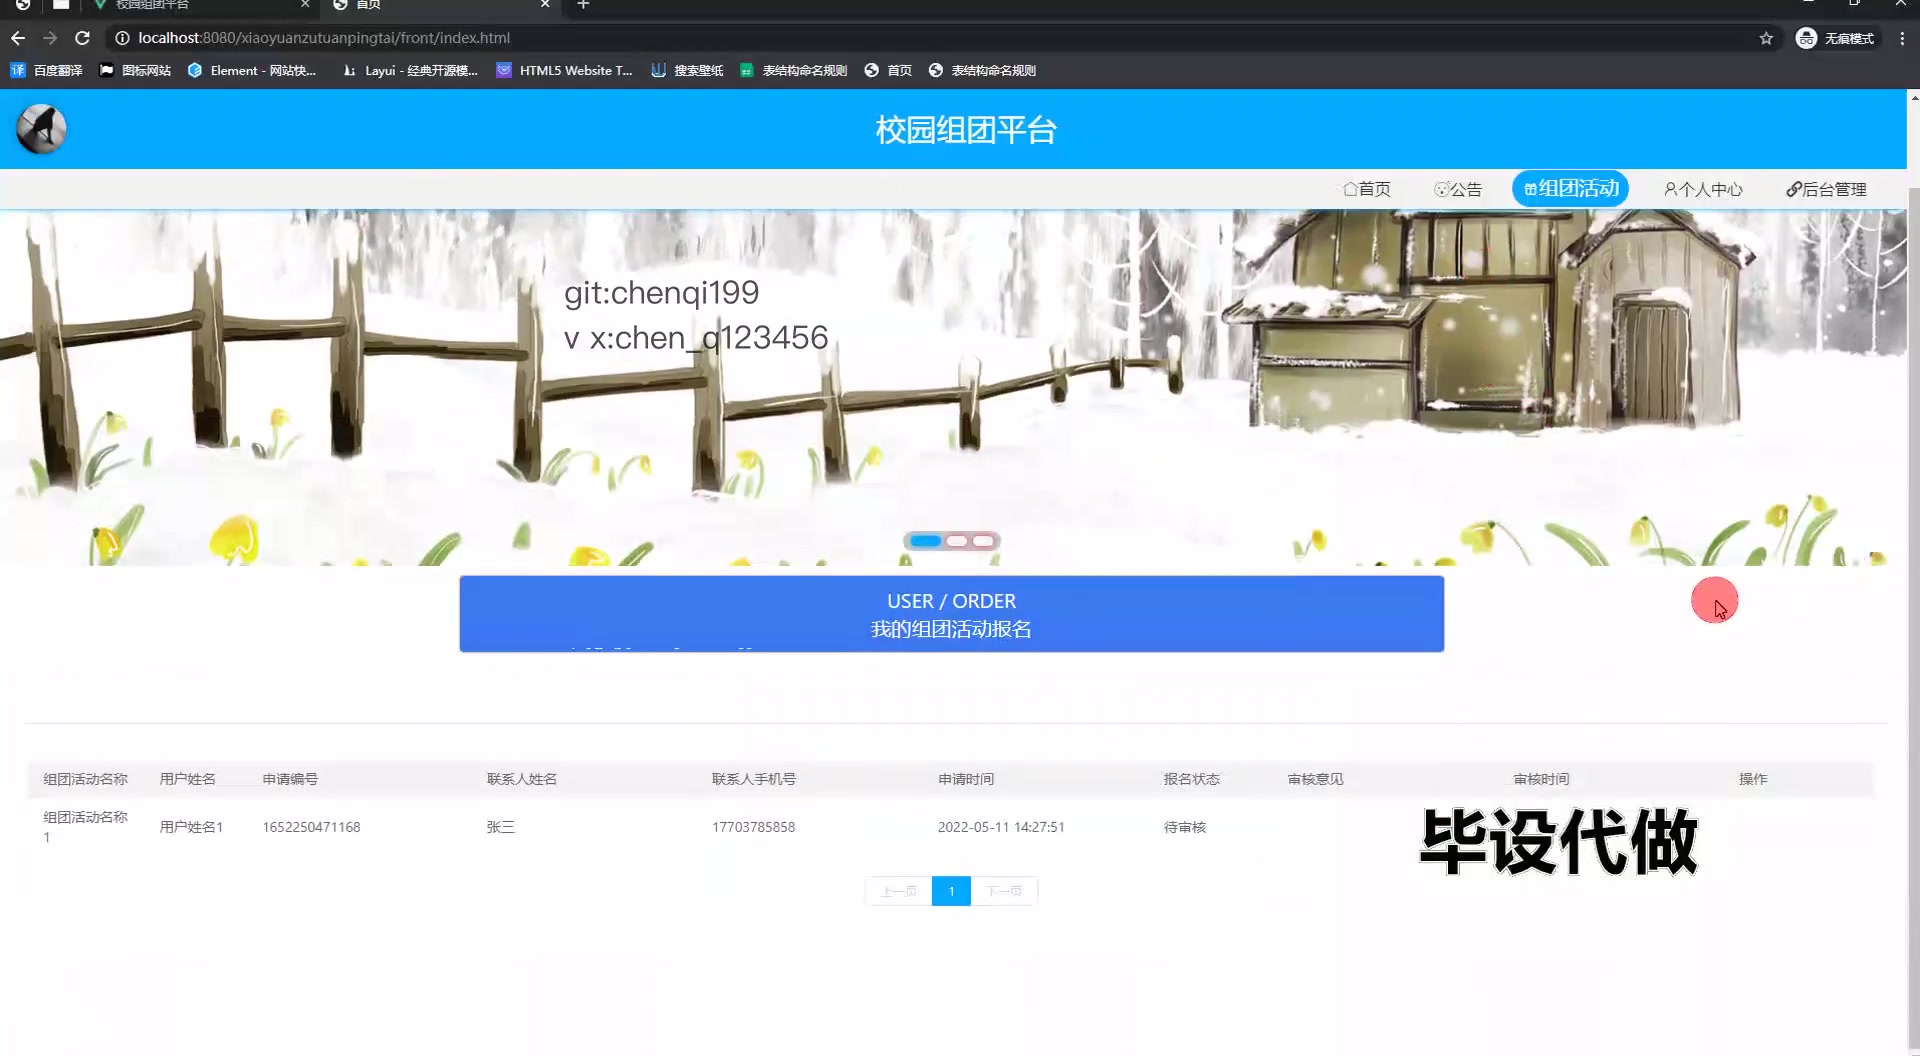 校园组团平台
首页
localhost:8080/xiaoyuanzutuanpingtai/front/index.html
无痕模式
译 百度翻译
图标网站
Element - 网站快...
Layui - 经典开源模...
HTML5 Website T...
搜索壁纸
表结构命名规则
首页
表结构命名规则
校园组团平台
首页
公告
组团活动
个人中心
后台管理
git:chenqi199
v x:chen_q123456
USER / ORDER
我的组团活动报名
组团活动名称 用户姓名 申请编号 联系人姓名 联系人手机号 申请时间 报名状态 审核意见 审核时间 操作
组团活动名称
1
用户姓名1 1652250471168 张三 17703785858 2022-05-11 14:27:51 待审核
毕设代做
上一页 1 下一页